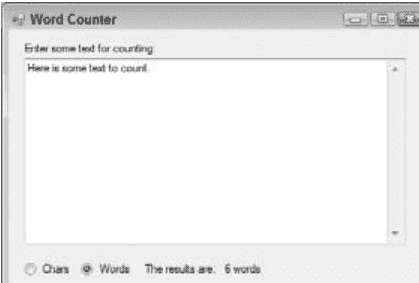 Word Counter
Enter some text for counting:
Here is some text to count.
Chars Words The results are: 6 words